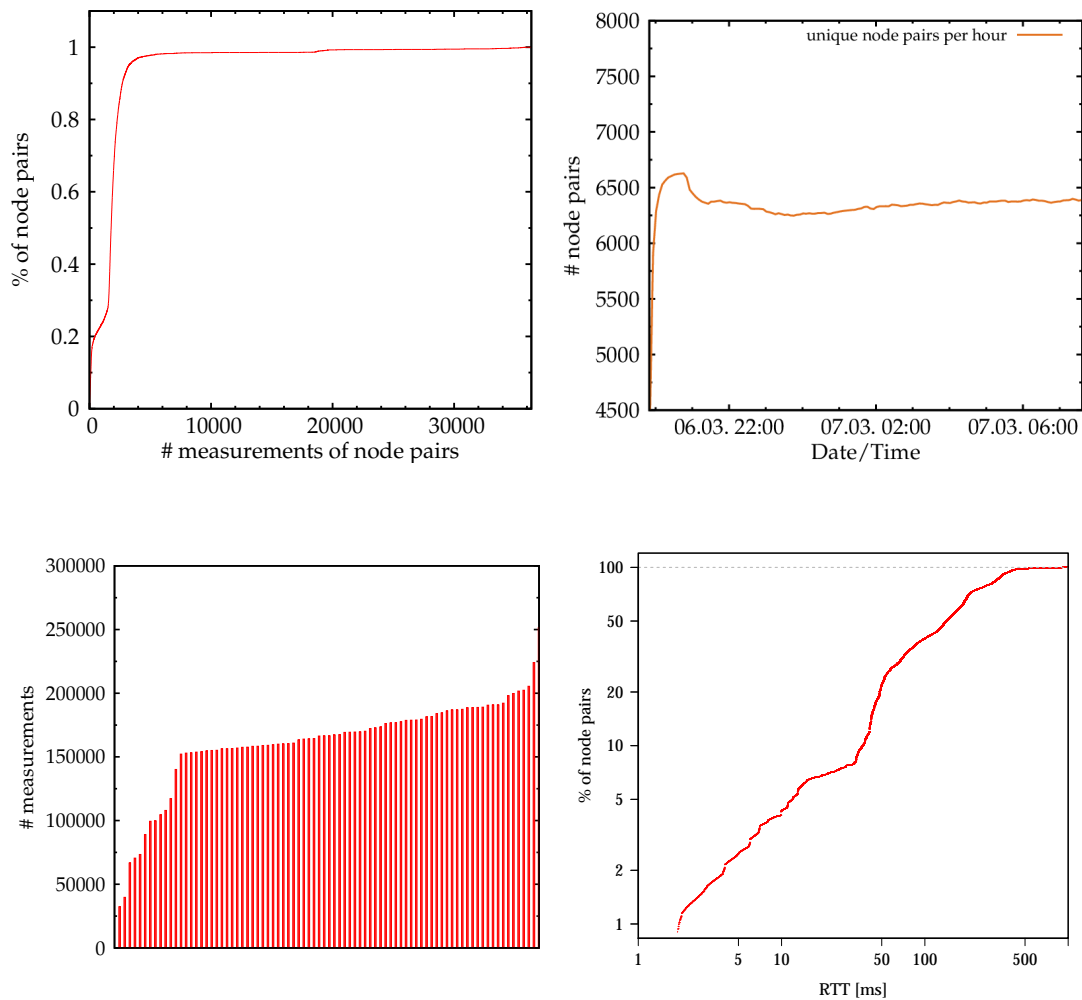 1
0.8
0.6
0.4
0.2
0
% of node pairs
0 10000 20000 30000
# measurements of node pairs
unique node pairs per hour
8000
7500
7000
6500
6000
5500
5000
4500
# node pairs
06.03. 22:00 07.03. 02:00 07.03. 06:00
Date/Time
300000
250000
200000
150000
100000
50000
0
# measurements
100
50
20
10
5
2
1
% of node pairs
1 5 10 50 100 500
RTT [ms]